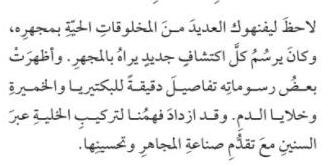 لاحظَ ليفنهوك العديدَ منَ المخلوقاتِ الحيّةِ بمجهرِه،
وكانَ يرسُمُ كلَّ اكتشافٍ جديدٍ يراهُ بالمجهرِ. وأظهرَتْ
بعضُ رسوماتِه تفاصيلَ دقيقةً للبكتيريا والخميرةِ
وخلايا الدمِ. وقد ازدادَ فهمُنا لتركيبِ الخليةِ عبرَ
السنينِ معَ تقدُّمِ صناعةِ المجاهرِ وتحسينِها.